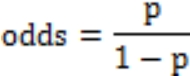 odds = p / (1 − p)